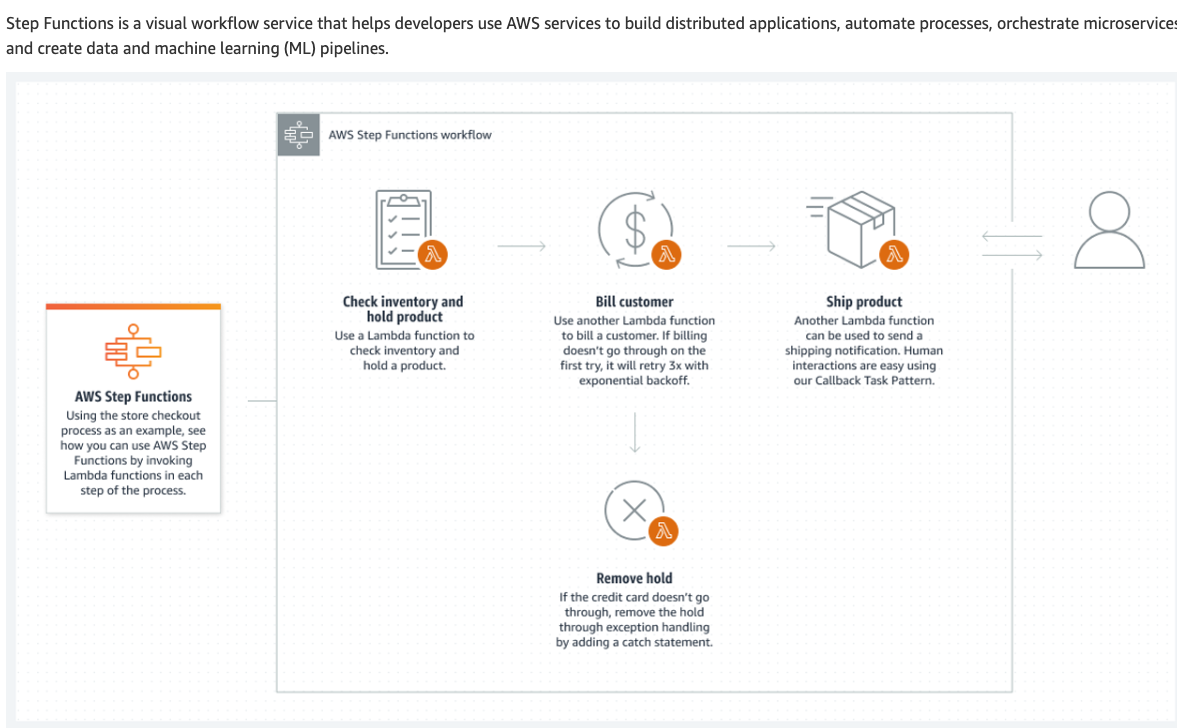 Step Functions is a visual workflow service that helps developers use AWS services to build distributed applications, automate processes, orchestrate microservices
and create data and machine learning (ML) pipelines.
AWS Step Functions workflow
AWS Step Functions
Using the store checkout
process as an example, see
how you can use AWS Step
Functions by invoking
Lambda functions in each
step of the process.
Check inventory and
hold product
Use a Lambda function to
check inventory and
hold a product.
Bill customer
Use another Lambda function
to bill a customer. If billing
doesn't go through on the
first try, it will retry 3x with
exponential backoff.
Ship product
Another Lambda function
can be used to send a
shipping notification. Human
interactions are easy using
our Callback Task Pattern.
Remove hold
If the credit card doesn't go
through, remove the hold
through exception handling
by adding a catch statement.